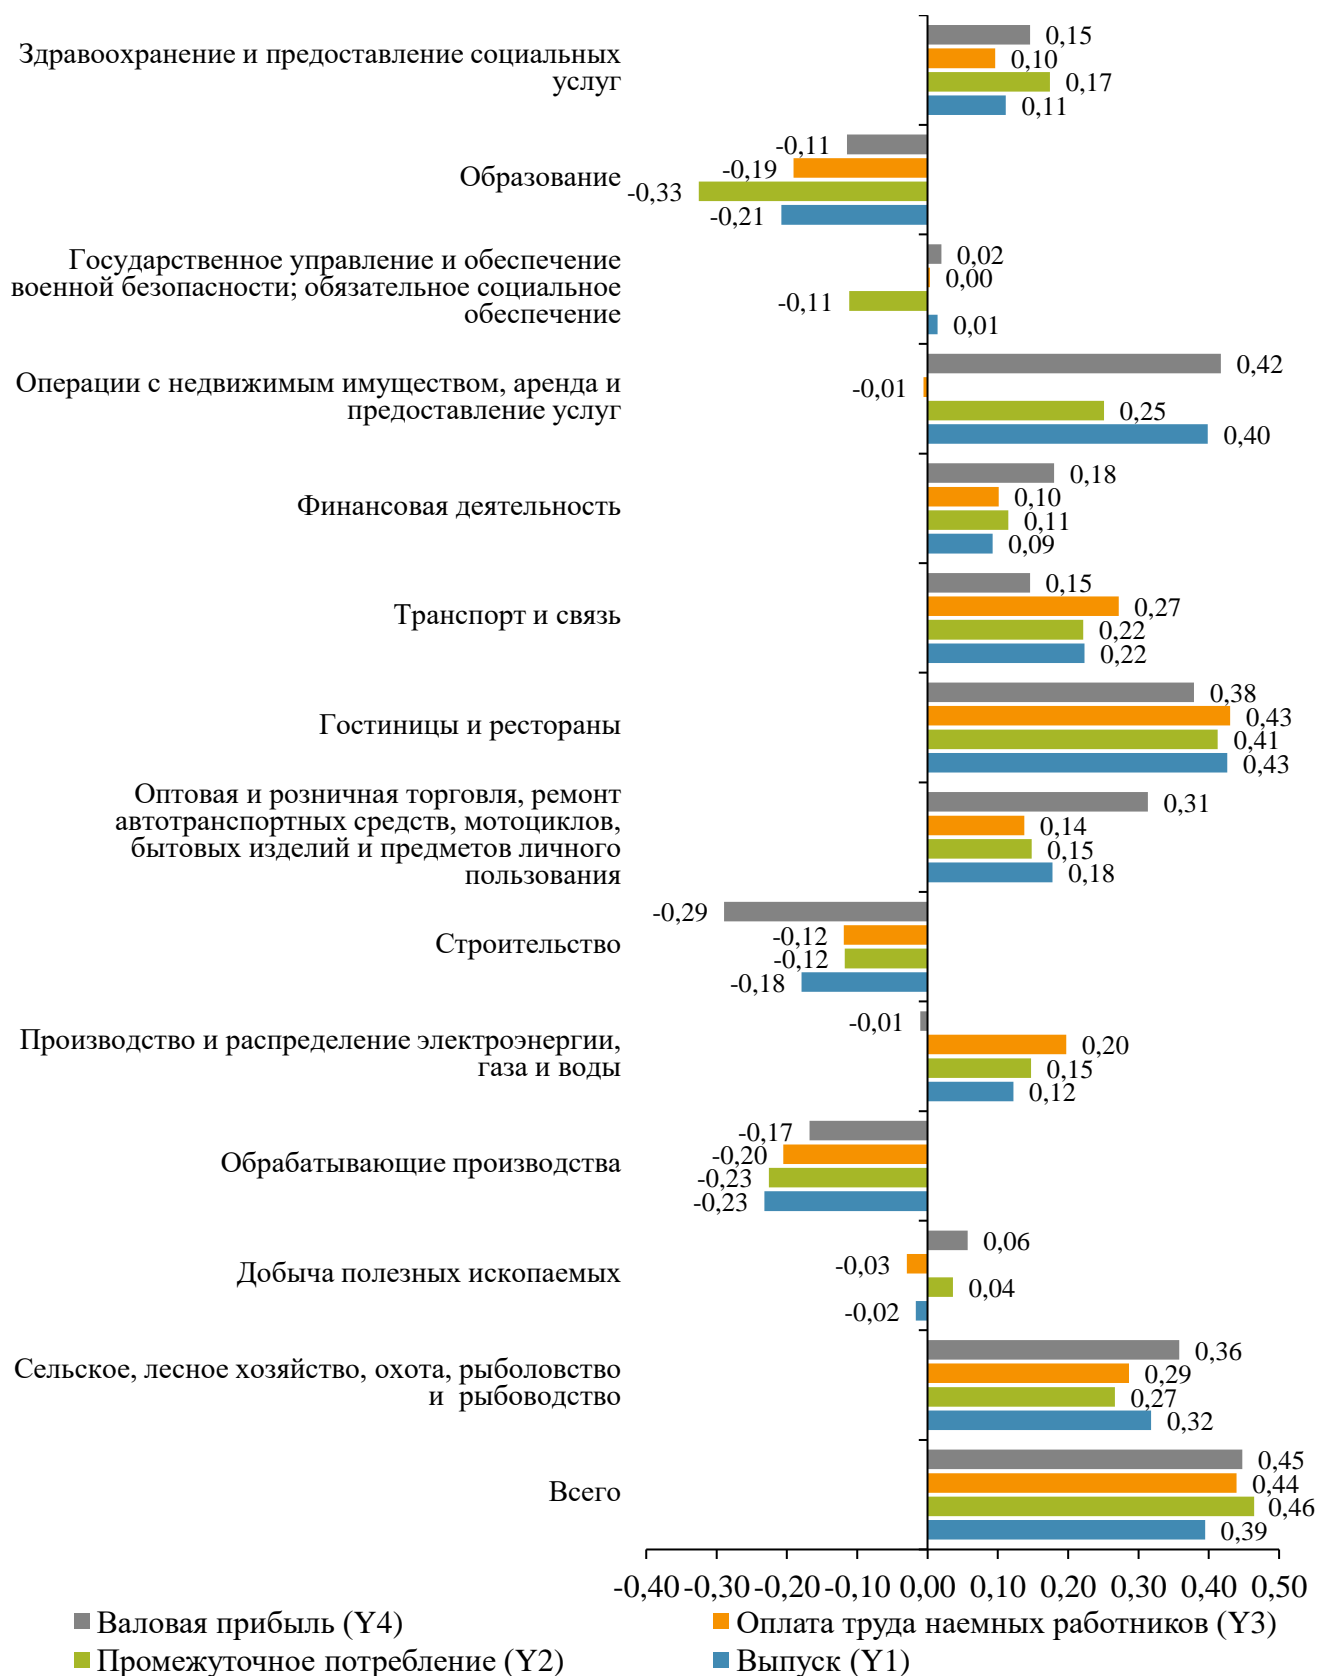 0,15
Здравоохранение и предоставление социальных
0,10
услуг
0,17
0,11
-0,11
-0,19
Образование
-0,33
-0,21
0,02
Государственное управление и обеспечение
0,00
военной безопасности; обязательное социальное
-0,11
обеспечение
0,01
0,42
Операции с недвижимым имуществом, аренда и
-0,01
предоставление услуг
0,25
0,40
0,18
Финансовая деятельность
0,10
0,11
0,09
0,15
0,27
Транспорт и связь
0,22
0,22
0,38
0,43
Гостиницы и рестораны
0,41
0,43
Оптовая и розничная торговля, ремонт
0,31
автотранспортных средств, мотоциклов,
0,14
бытовых изделий и предметов личного
0,15
пользования
0,18
-0,29
-0,12
Строительство
-0,12
-0,18
-0,01
Производство и распределение электроэнергии,
0,20
газа и воды
0,15
0,12
-0,17
-0,20
Обрабатывающие производства
-0,23
-0,23
0,06
-0,03
Добыча полезных ископаемых
0,04
-0,02
0,36
Сельское, лесное хозяйство, охота, рыболовство
0,29
и рыбоводство
0,27
0,32
0,45
0,44
Всего
0,46
0,39
-0,40 -0,30 -0,20 -0,10 0,00 0,10 0,20 0,30 0,40 0,50
Валовая прибыль (Y4) Оплата труда наемных работников (Y3)
Промежуточное потребление (Y2) Выпуск (Y1)